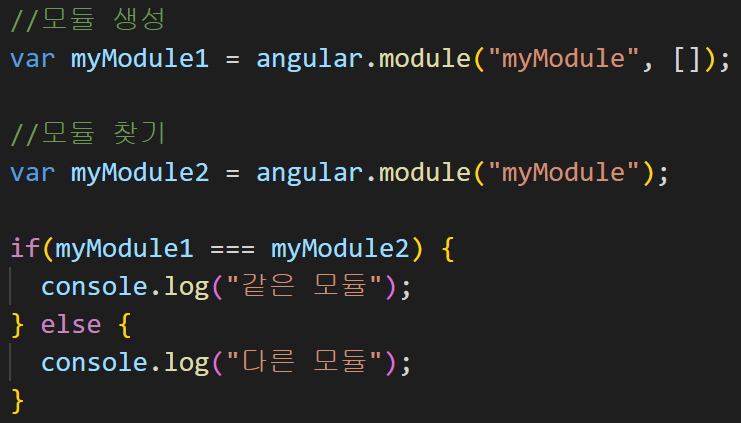 //모듈 생성
var myModule1 = angular.module("myModule", []);
//모듈 찾기
var myModule2 = angular.module("myModule");
if(myModule1 === myModule2) {
  console.log("같은 모듈");
} else {
  console.log("다른 모듈");
}